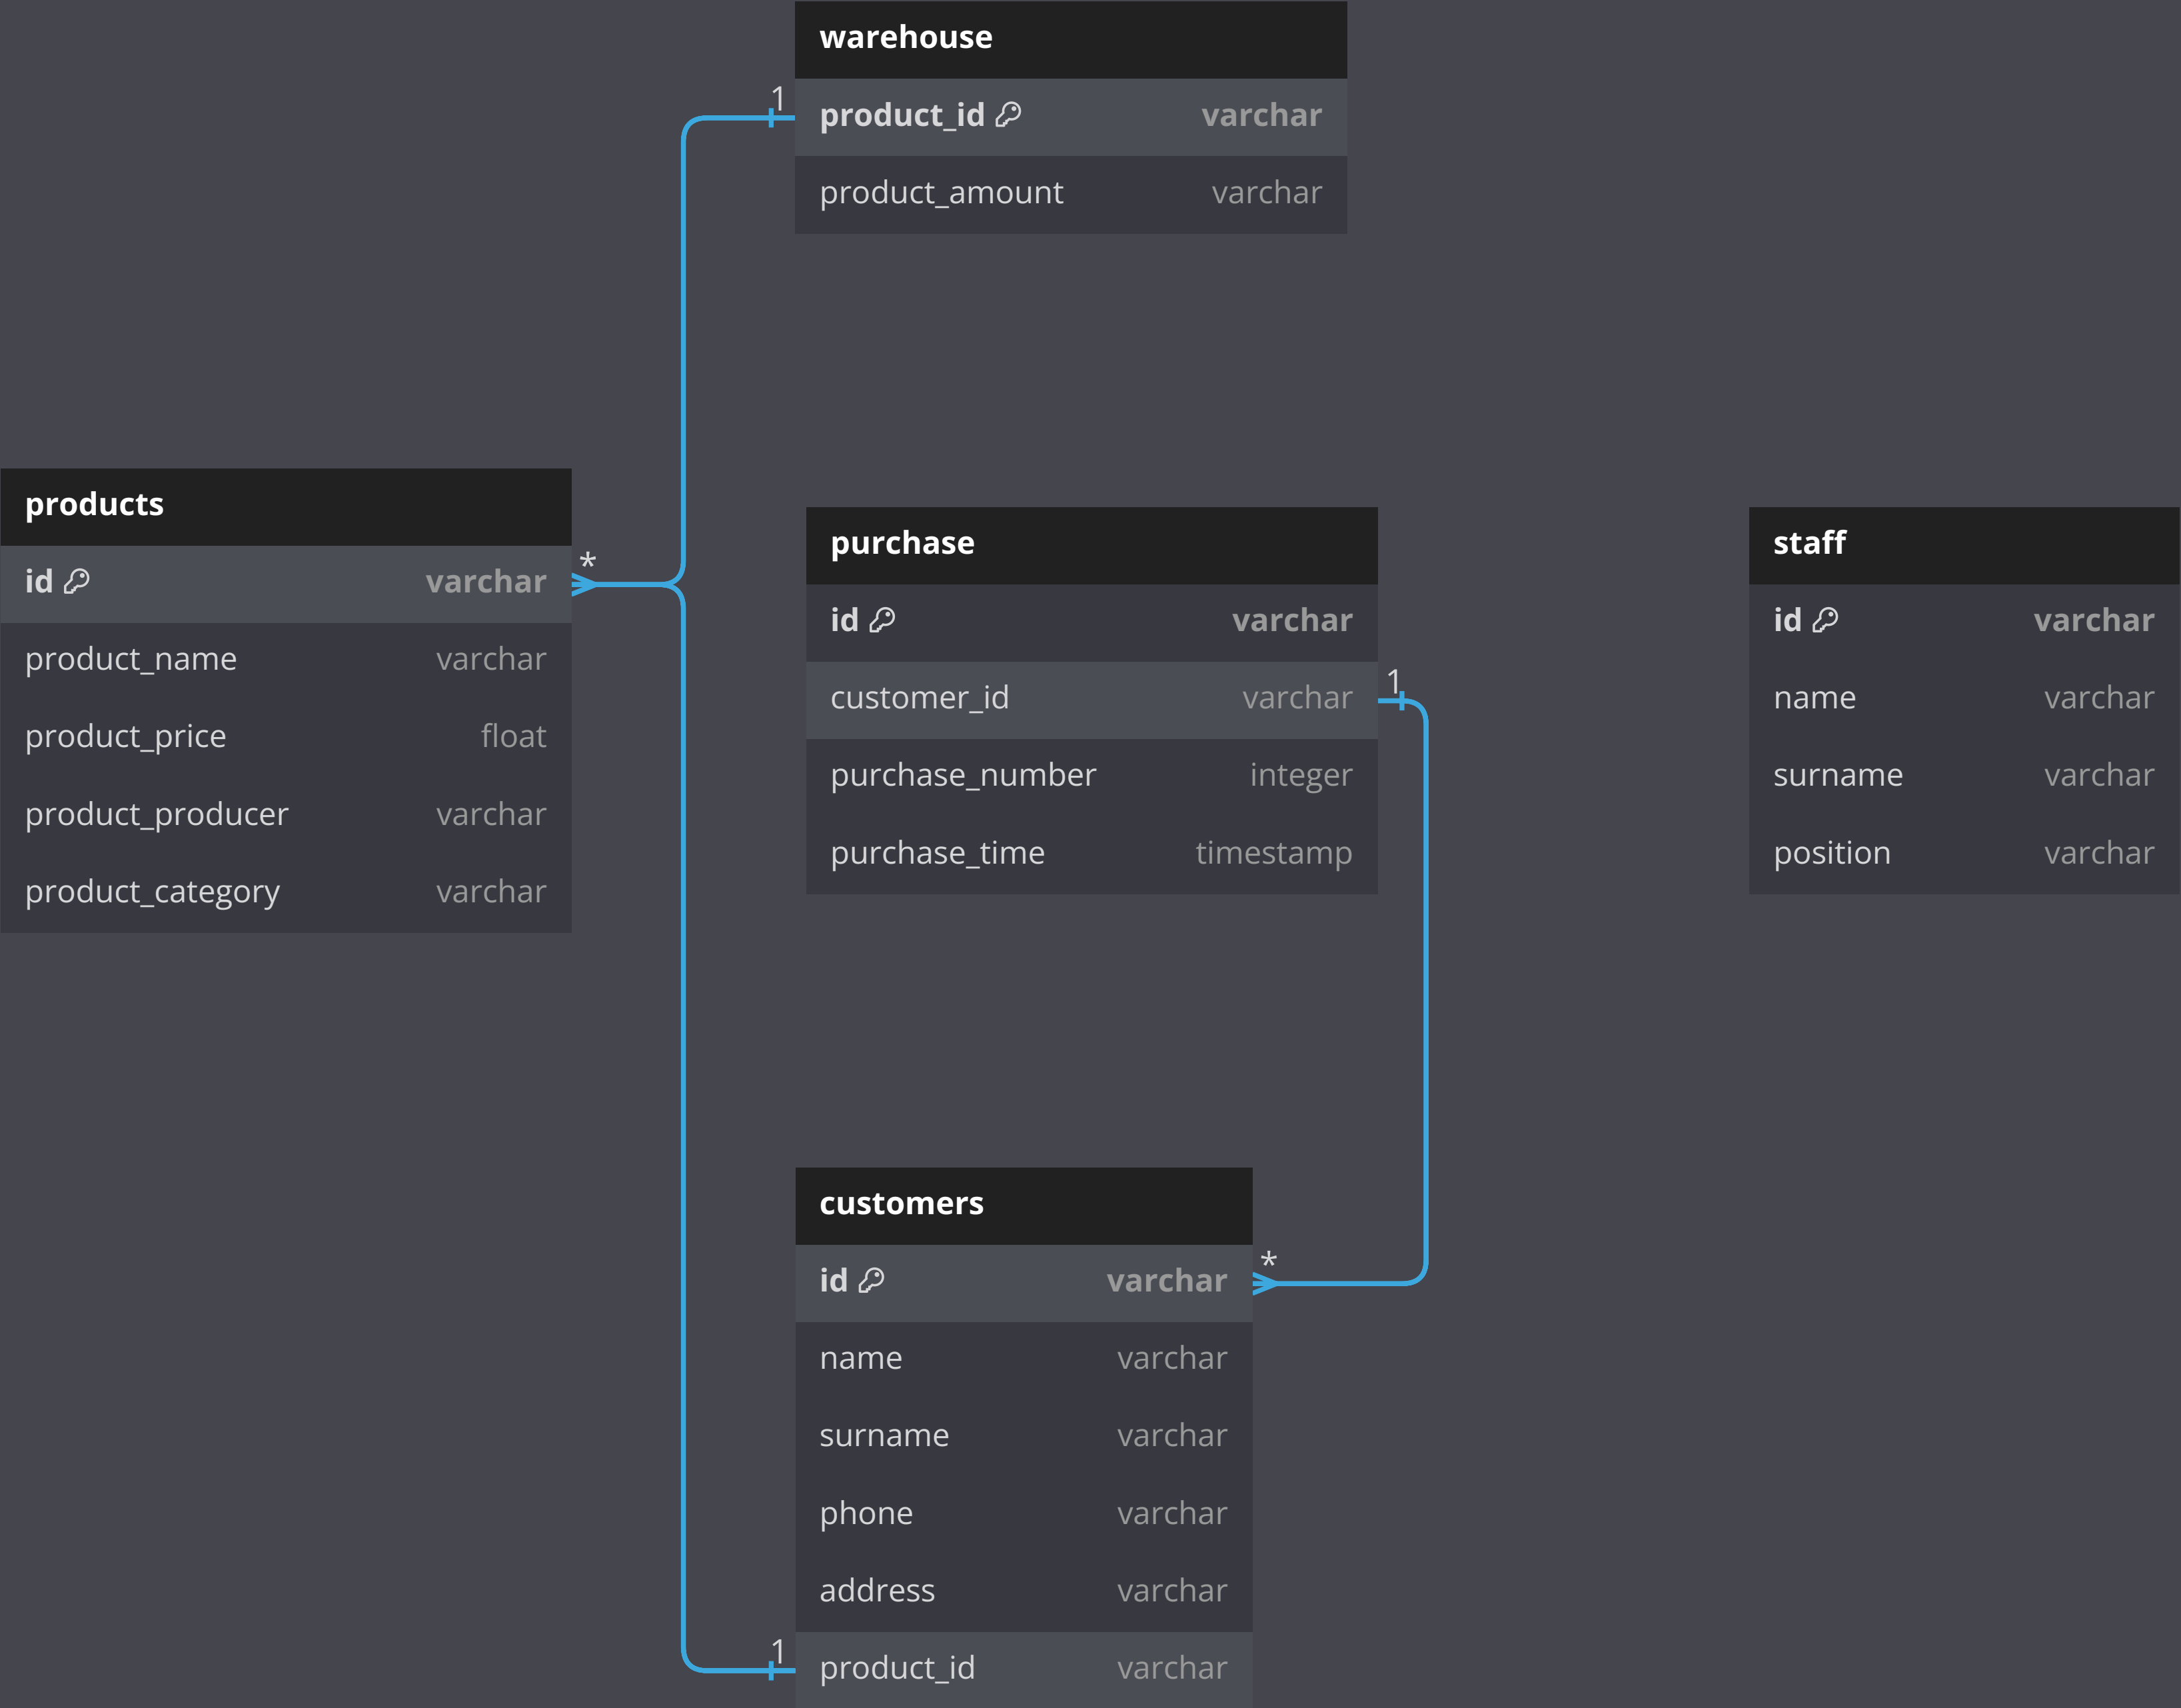 warehouse
product_id varchar
product_amount varchar
1
products
id varchar
product_name varchar
product_price float
product_producer varchar
product_category varchar
*
purchase
id varchar
customer_id varchar
purchase_number integer
purchase_time timestamp
1
staff
id varchar
name varchar
surname varchar
position varchar
customers
id varchar
name varchar
surname varchar
phone varchar
address varchar
product_id varchar
*
1